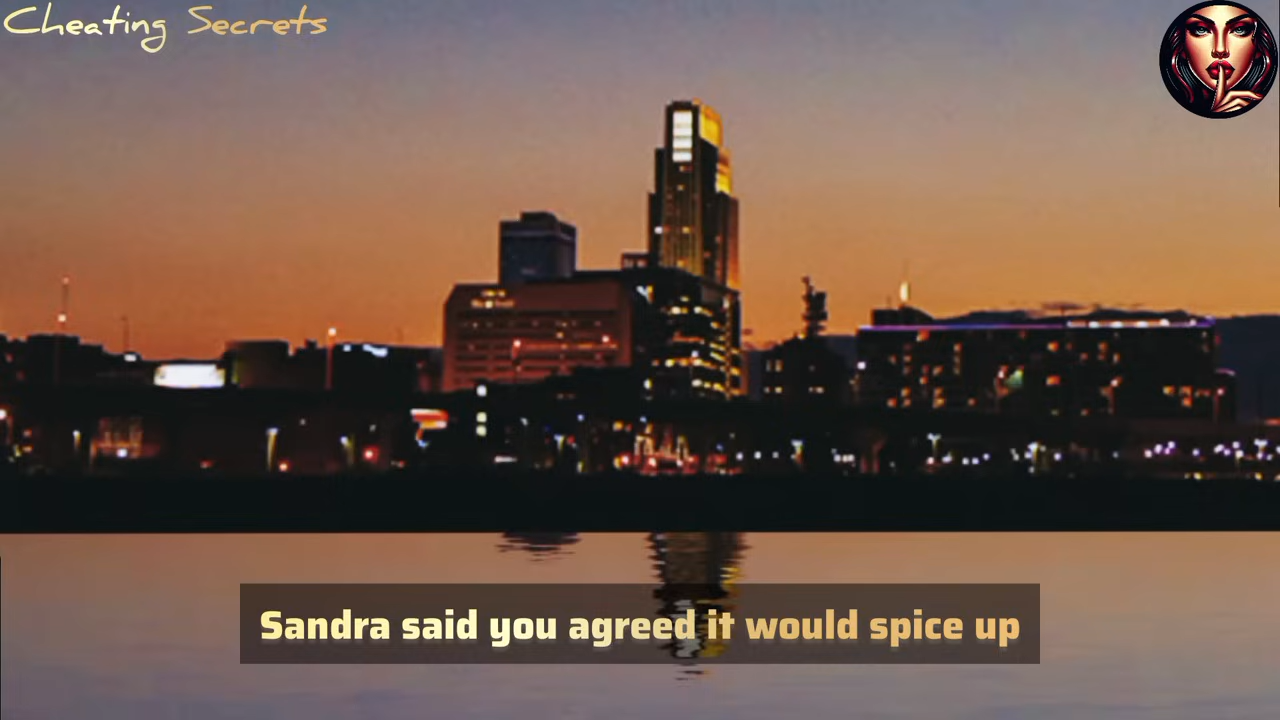 Cheating Secrets
Sandra said you agreed it would spice up